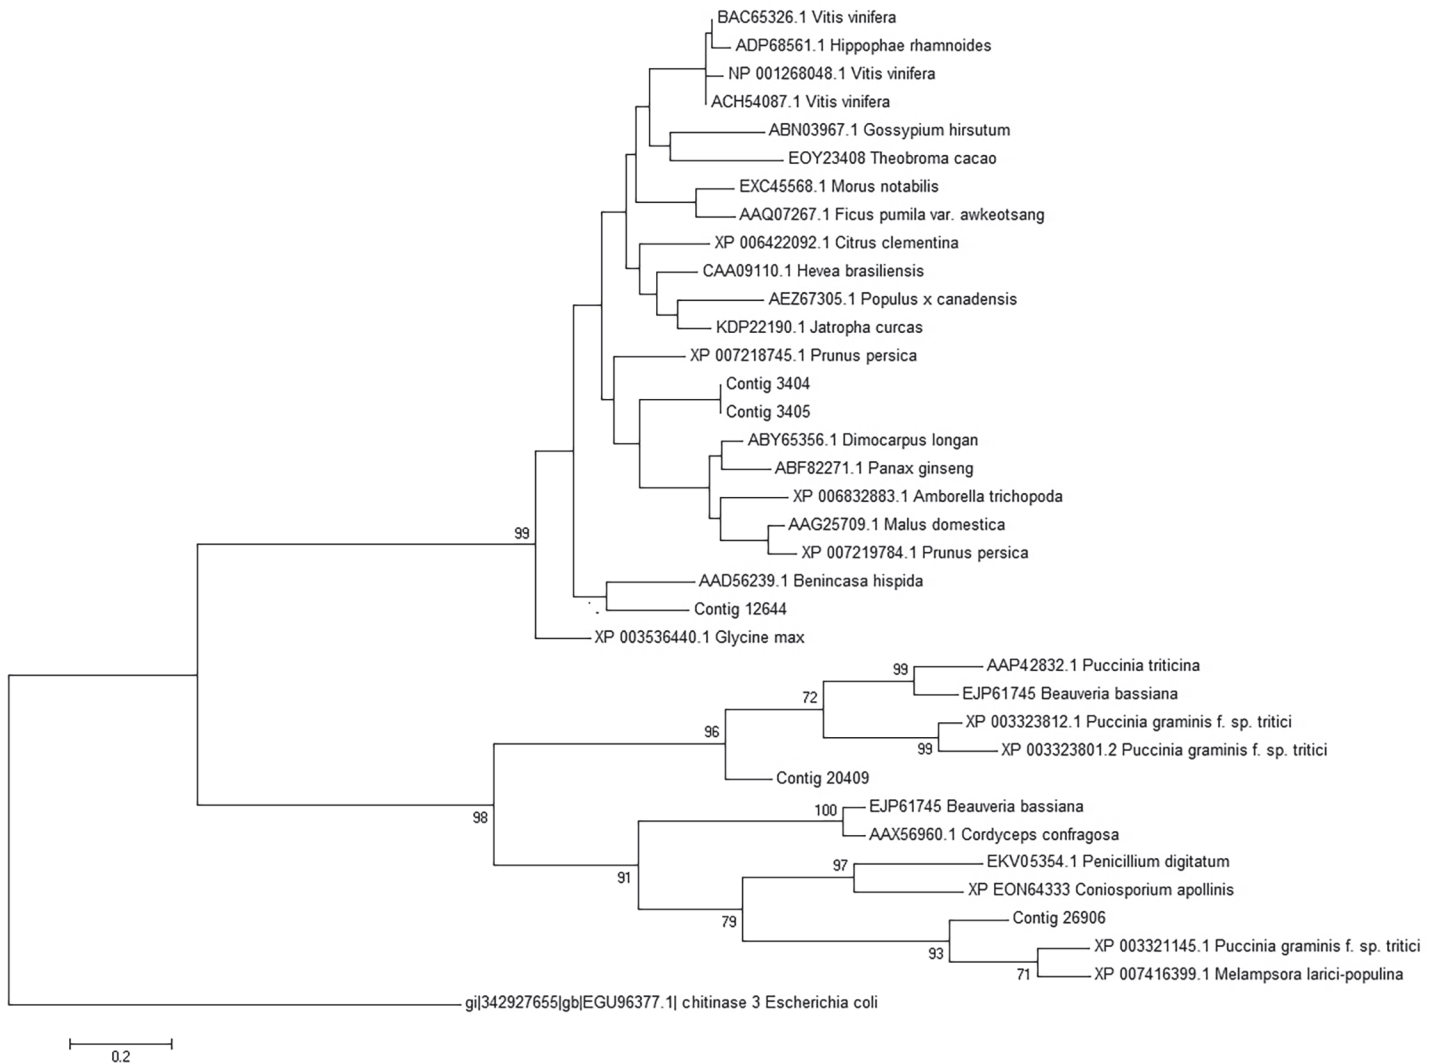 BAC65326.1 Vitis vinifera
ADP68561.1 Hippophae rhamnoides
NP 001268048.1 Vitis vinifera
ACH54087.1 Vitis vinifera
ABN03967.1 Gossypium hirsutum
EOY23408 Theobroma cacao
EXC45568.1 Morus notabilis
AAQ07267.1 Ficus pumila var. awkeotsang
XP 006422092.1 Citrus clementina
CAA09110.1 Hevea brasiliensis
AEZ67305.1 Populus x canadensis
KDP22190.1 Jatropha curcas
XP 007218745.1 Prunus persica
Contig 3404
Contig 3405
ABY65356.1 Dimocarpus longan
ABF82271.1 Panax ginseng
XP 006832883.1 Amborella trichopoda
AAG25709.1 Malus domestica
99
XP 007219784.1 Prunus persica
AAD56239.1 Benincasa hispida
Contig 12644
XP 003536440.1 Glycine max
99
AAP42832.1 Puccinia triticina
72
EJP61745 Beauveria bassiana
96
XP 003323812.1 Puccinia graminis f. sp. tritici
99
XP 003323801.2 Puccinia graminis f. sp. tritici
Contig 20409
98
100
EJP61745 Beauveria bassiana
AAX56960.1 Cordyceps confragosa
97
EKV05354.1 Penicillium digitatum
91
XP EON64333 Coniosporium apollinis
79
Contig 26906
93
XP 003321145.1 Puccinia graminis f. sp. tritici
71
XP 007416399.1 Melampsora larici-populina
gi|342927655|gb|EGU96377.1| chitinase 3 Escherichia coli
0.2